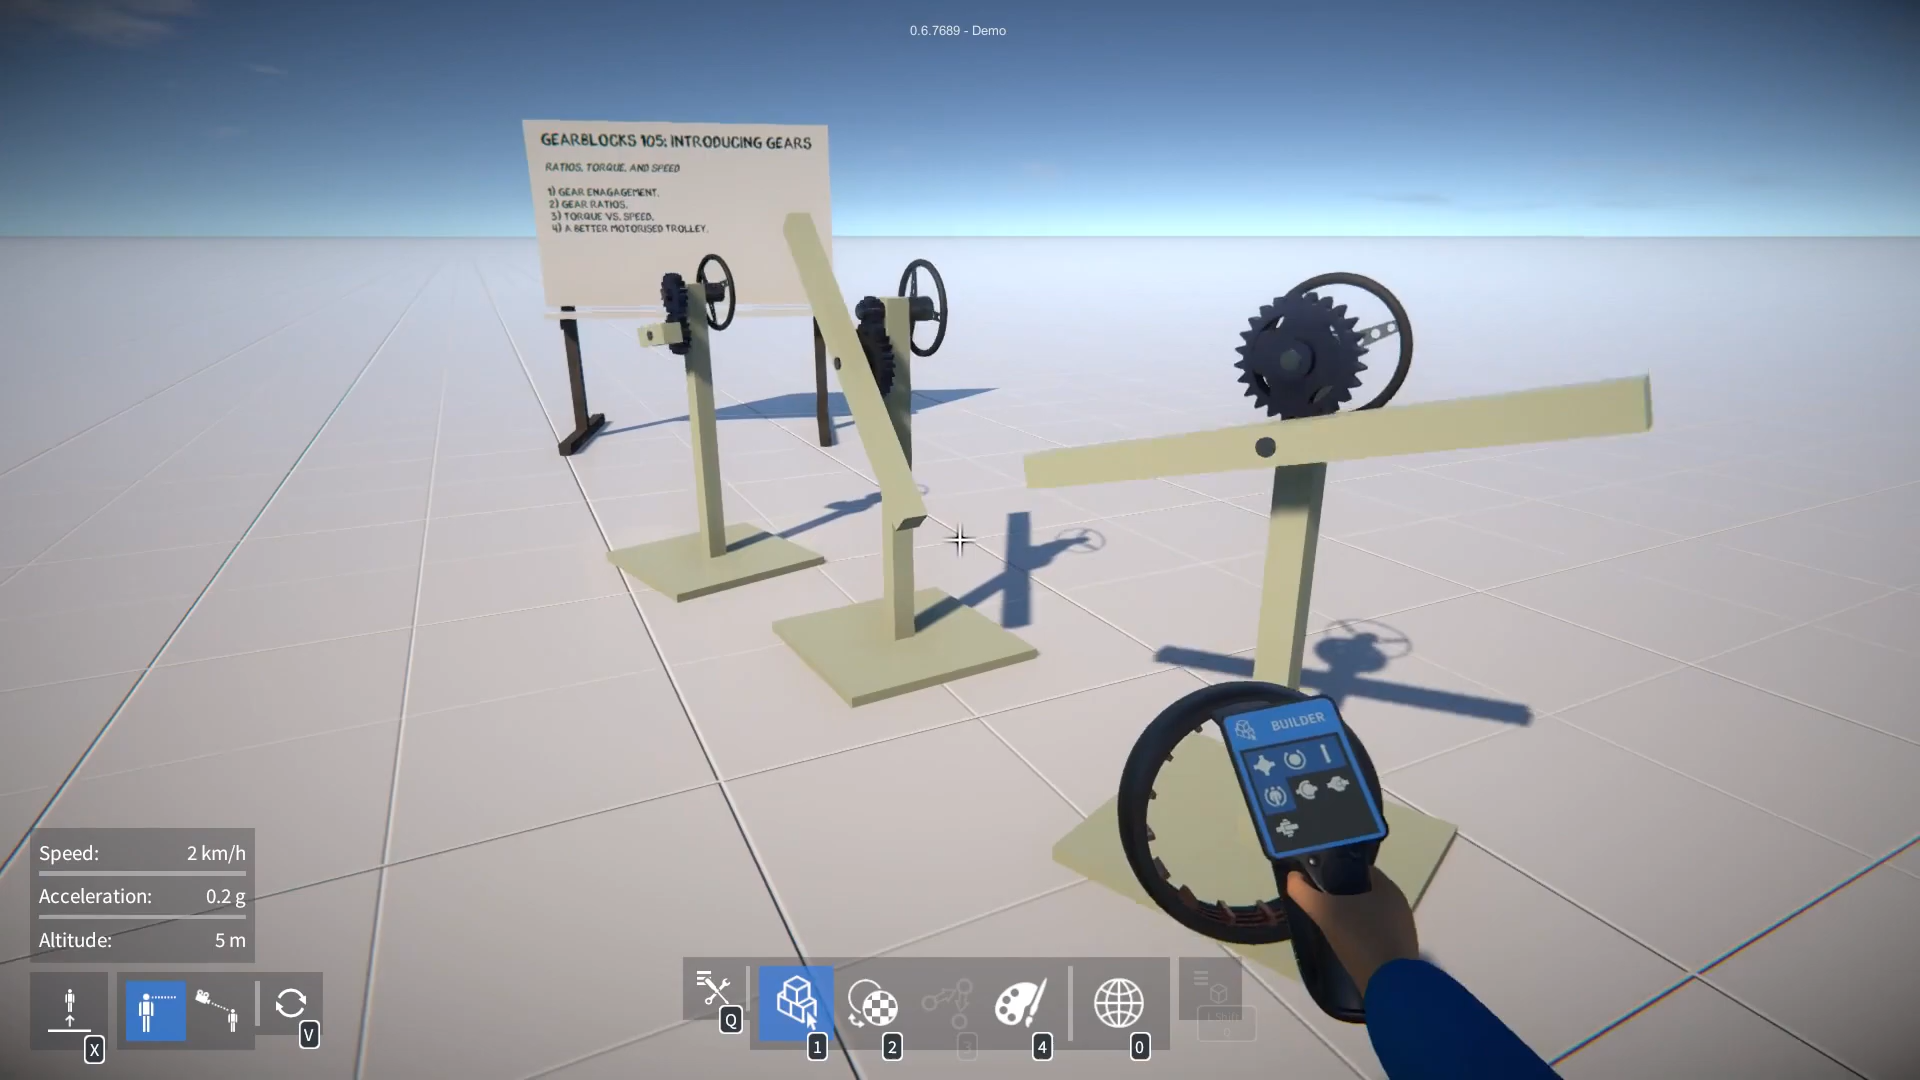 0.6.7689 - Demo
GEARBLOCKS 105: INTRODUCING GEARS
RATIOS, TORQUE, AND SPEED
1) GEAR ENAGAGEMENT.
2) GEAR RATIOS.
3) TORQUE VS. SPEED.
4) A BETTER MOTORISED TROLLEY.
BUILDER
Speed: 2 km/h
Acceleration: 0.2 g
Altitude: 5 m
X
V
Q
1
2
3
4
0
L Shift
Q